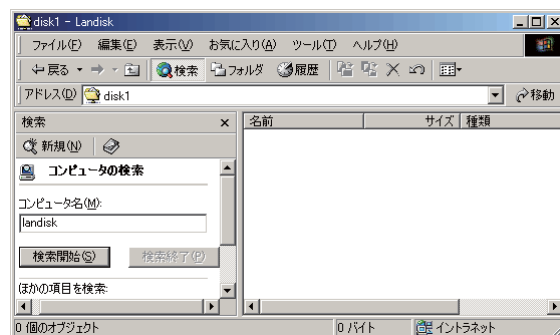 disk1 - Landisk
ファイル(F) 編集(E) 表示(V) お気に入り(A) ツール(T) ヘルプ(H)
戻る 検索 フォルダ 履歴
アドレス(D) disk1 移動
検索 ×
新規(N)
コンピュータの検索
コンピュータ名(M):
landisk
検索開始(S) 検索終了(P)
ほかの項目を検索:
名前 サイズ 種類
0 個のオブジェクト 0 バイト イントラネット